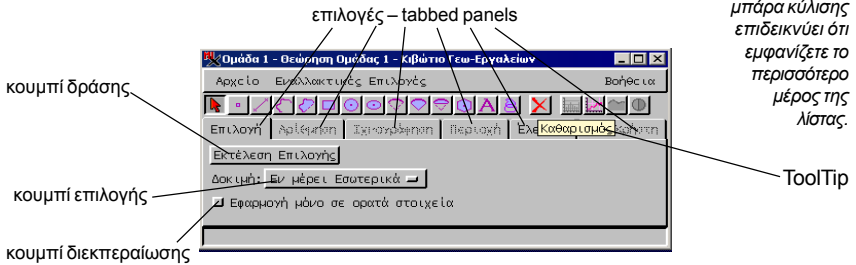 επιλογές – tabbed panels
μπάρα κύλισης
επιδεικνύει ότι
εμφανίζετε το
περισσότερο
μέρος της
λίστας.
Ομάδα 1 - Θεώρηση Ομάδας 1 - Κιβώτιο Γεω-Εργαλείων
Αρχείο Εναλλακτικές Επιλογές Βοήθεια
κουμπί δράσης
Επιλογή Αρίθμηση Ιχνογράφηση Περιοχή Καθαρισμός
Εκτέλεση Επιλογής
Δοκιμή: Εν μέρει Εσωτερικά
ToolTip
κουμπί επιλογής
Εφαρμογή μόνο σε ορατά στοιχεία
κουμπί διεκπεραίωσης